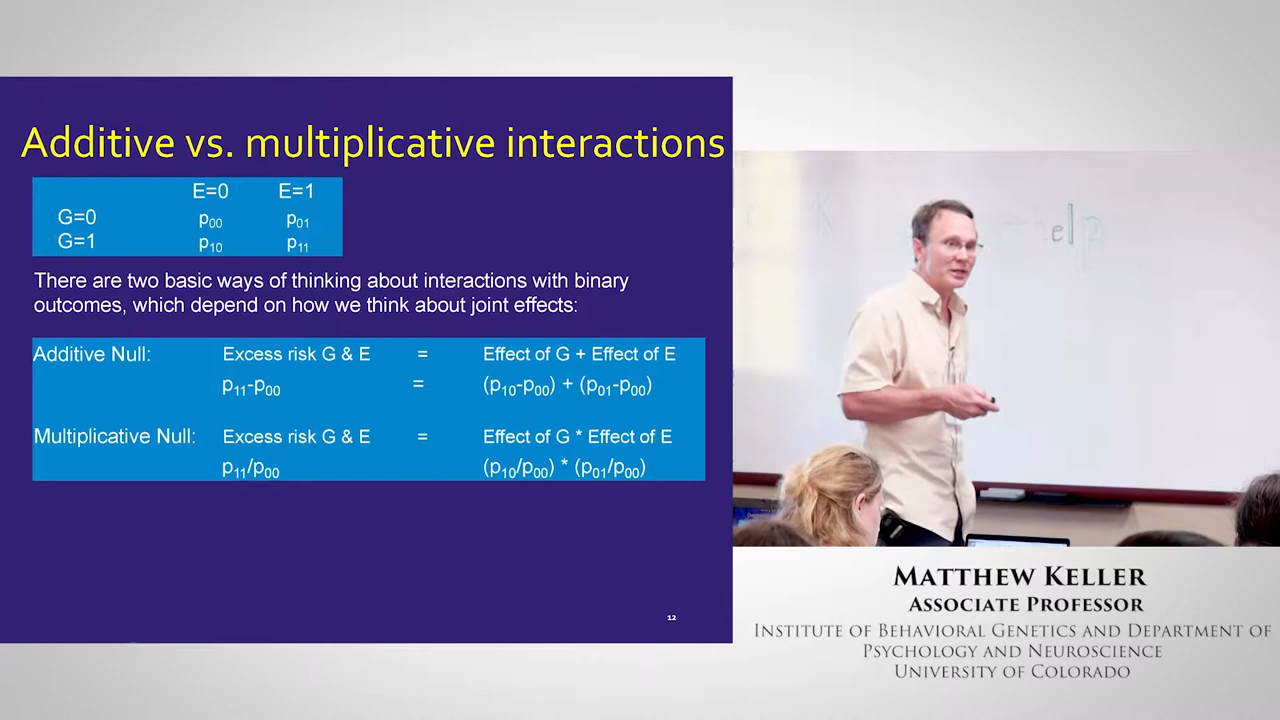 Additive vs. multiplicative interactions
E=0 E=1
G=0 p00 p01
G=1 p10 p11
There are two basic ways of thinking about interactions with binary
outcomes, which depend on how we think about joint effects:
Additive Null: Excess risk G & E = Effect of G + Effect of E
p11-p00 = (p10-p00) + (p01-p00)
Multiplicative Null: Excess risk G & E = Effect of G * Effect of E
p11/p00 (p10/p00) * (p01/p00)
12
Matthew Keller
Associate Professor
Institute of Behavioral Genetics and Department of
Psychology and Neuroscience
University of Colorado